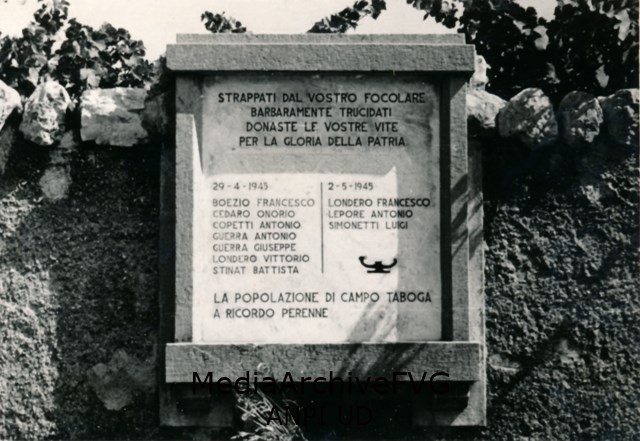 STRAPPATI DAL VOSTRO FOCOLARE
BARBARAMENTE TRUCIDATI
DONASTE LE VOSTRE VITE
PER LA GLORIA DELLA PATRIA
29-4-1945
BOEZIO FRANCESCO
CEDARO ONORIO
COPETTI ANTONIO
GUERRA ANTONIO
GUERRA GIUSEPPE
LONDERO VITTORIO
STINAT BATTISTA
2-5-1945
LONDERO FRANCESCO
LEPORE ANTONIO
SIMONETTI LUIGI
LA POPOLAZIONE DI CAMPO TABOGA
A RICORDO PERENNE
MediaArchiveFVG
ANPI UD